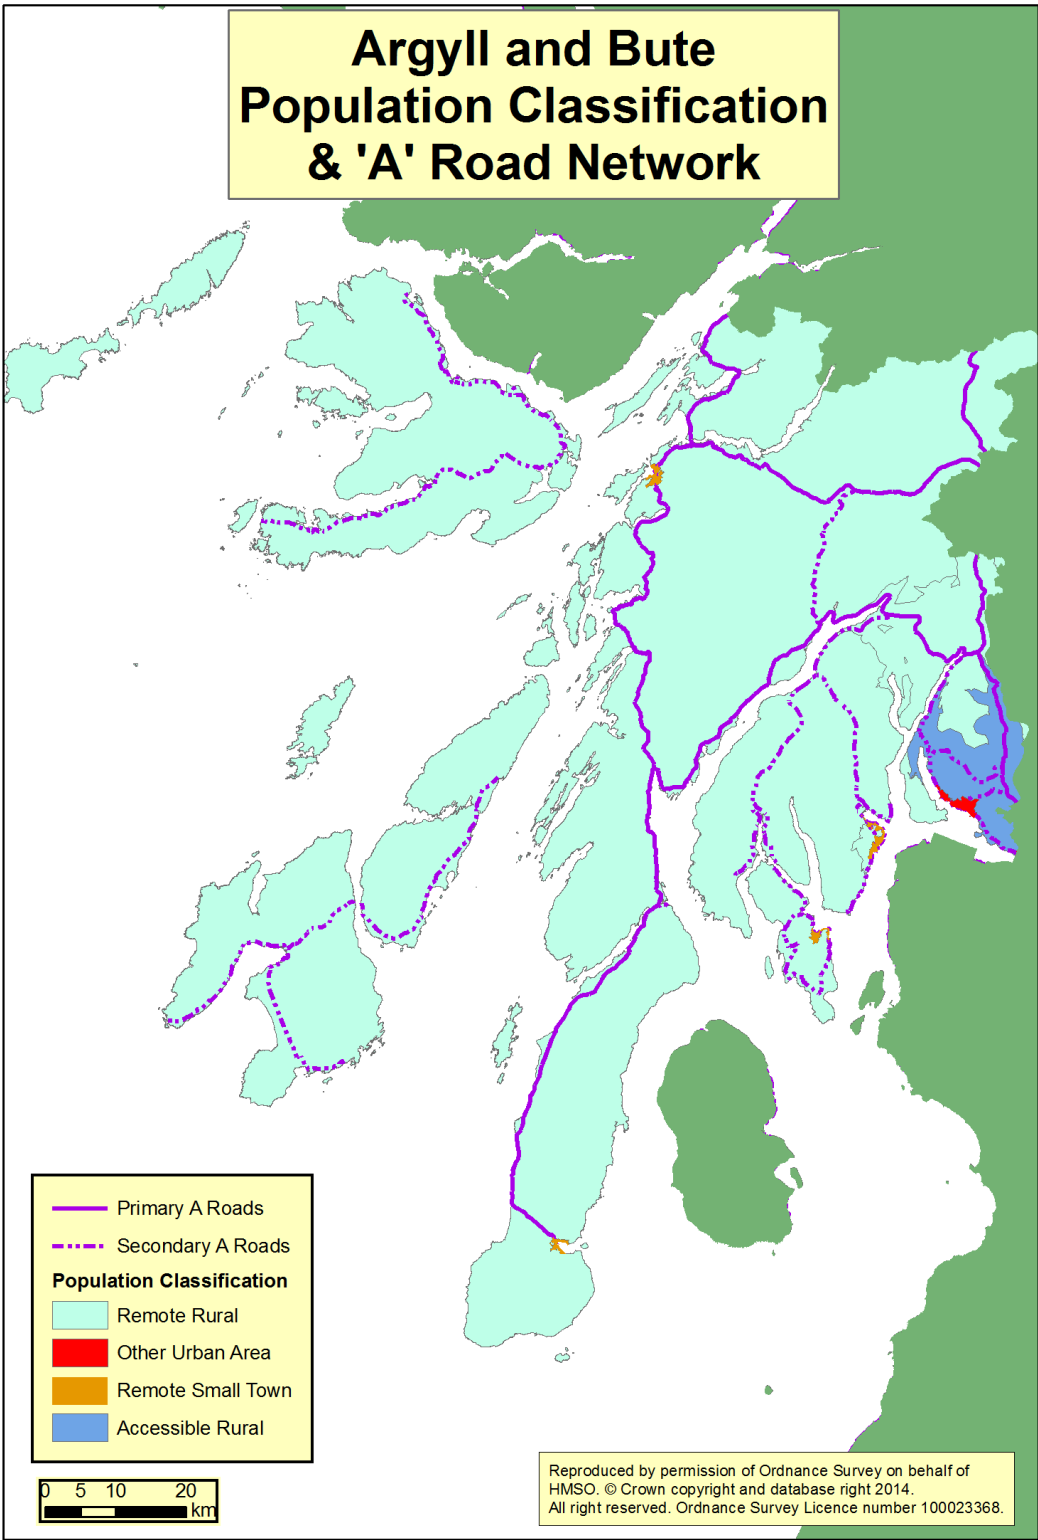 Argyll and Bute
Population Classification
& 'A' Road Network
Primary A Roads
Secondary A Roads
Population Classification
Remote Rural
Other Urban Area
Remote Small Town
Accessible Rural
0 5 10 20
km
Reproduced by permission of Ordnance Survey on behalf of
HMSO. © Crown copyright and database right 2014.
All right reserved. Ordnance Survey Licence number 100023368.